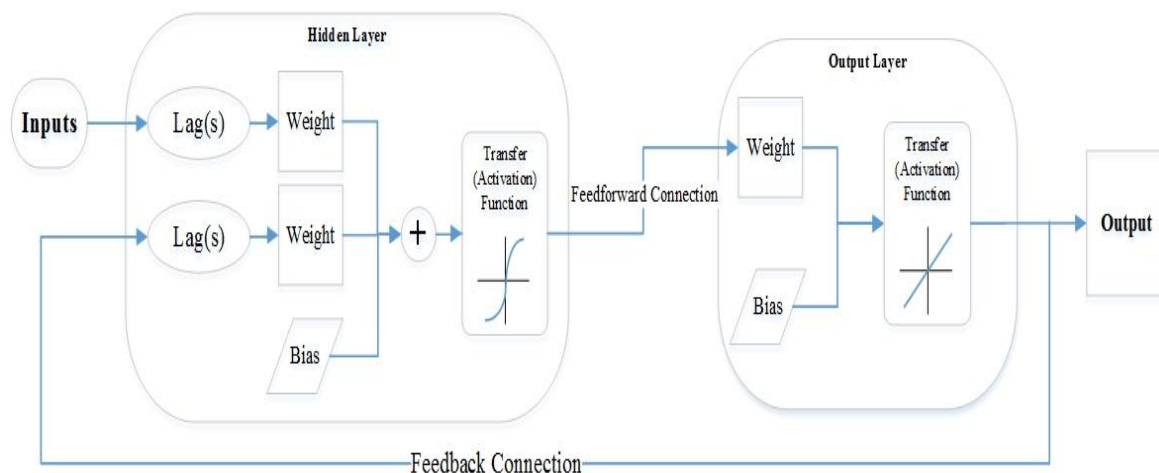 Hidden Layer
Inputs
Lag(s)
Weight
Lag(s)
Weight
Bias
+
Transfer
(Activation)
Function
Feedforward Connection
Output Layer
Weight
Bias
Transfer
(Activation)
Function
Output
Feedback Connection